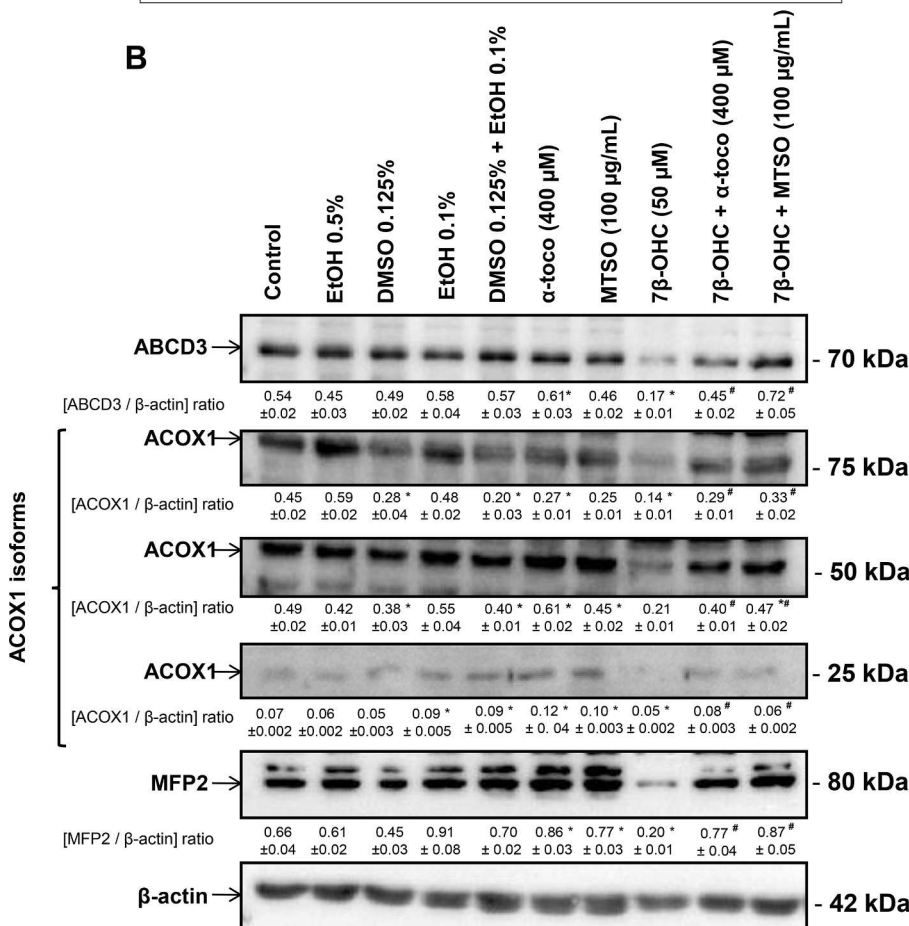 B
Control
EtOH 0.5%
DMSO 0.125%
EtOH 0.1%
DMSO 0.125% + EtOH 0.1%
α-toco (400 µM)
MTSO (100 µg/mL)
7β-OHC (50 µM)
7β-OHC + α-toco (400 µM)
7β-OHC + MTSO (100 µg/mL)
ABCD3 - 70 kDa
[ABCD3 / β-actin] ratio 0.54 0.45 0.49 0.58 0.57 0.61* 0.46 0.17 * 0.45 # 0.72 #
±0.02 ±0.03 ±0.02 ± 0.04 ± 0.03 ± 0.03 ± 0.02 ± 0.01 ± 0.02 ± 0.05
ACOX1 isoforms
ACOX1 - 75 kDa
[ACOX1 / β-actin] ratio 0.45 0.59 0.28 * 0.48 0.20 * 0.27 * 0.25 0.14 * 0.29 # 0.33 #
±0.02 ±0.02 ±0.04 ± 0.02 ± 0.03 ± 0.01 ± 0.01 ± 0.01 ± 0.01 ± 0.02
ACOX1 - 50 kDa
[ACOX1 / β-actin] ratio 0.49 0.42 0.38 * 0.55 0.40 * 0.61 * 0.45 * 0.21 0.40 # 0.47 *#
±0.02 ±0.01 ±0.03 ± 0.04 ± 0.01 ± 0.02 ± 0.02 ± 0.01 ± 0.01 ± 0.02
ACOX1 - 25 kDa
[ACOX1 / β-actin] ratio 0.07 0.06 0.05 0.09 * 0.09 * 0.12 * 0.10 * 0.05 * 0.08 # 0.06 #
±0.002 ±0.002 ±0.003 ± 0.005 ± 0.005 ± 0. 04 ± 0.003 ± 0.002 ± 0.003 ± 0.002
MFP2 - 80 kDa
[MFP2 / β-actin] ratio 0.66 0.61 0.45 0.91 0.70 0.86 * 0.77 * 0.20 * 0.77 # 0.87 #
±0.04 ±0.02 ±0.03 ± 0.08 ± 0.02 ± 0.03 ± 0.03 ± 0.01 ± 0.04 ± 0.05
β-actin - 42 kDa